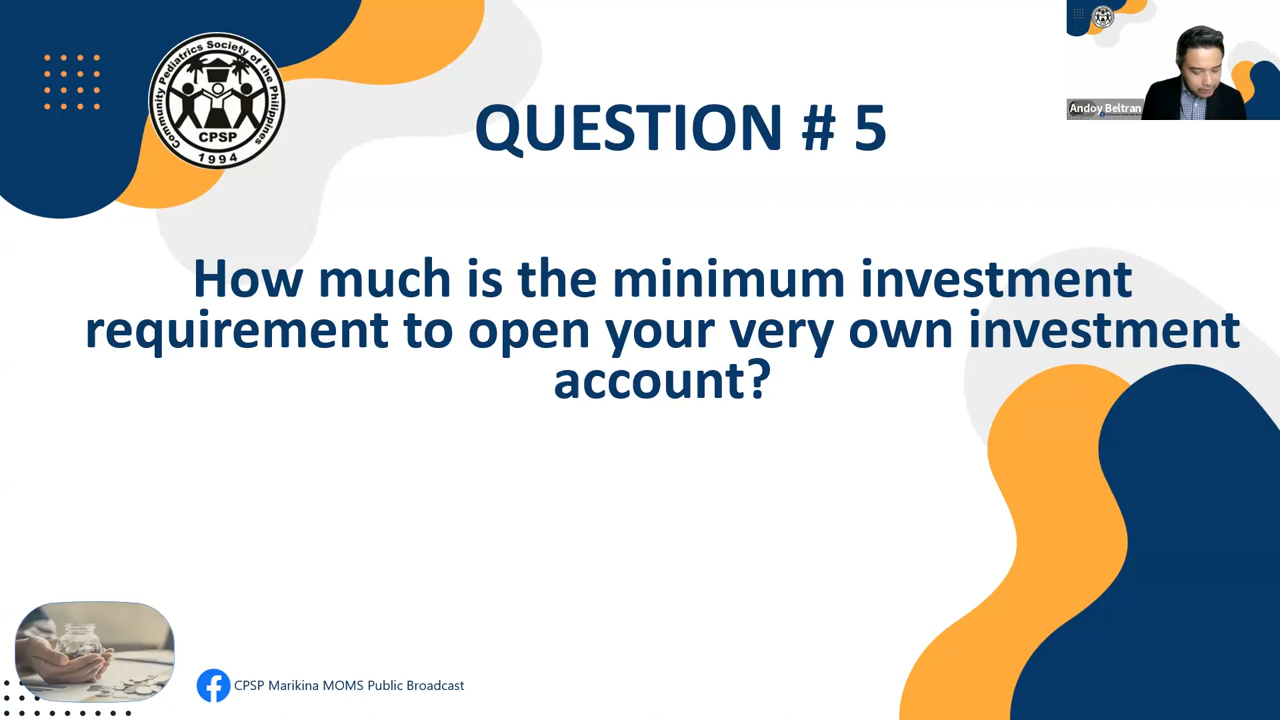 Community Pediatrics Society of the Philippines
CPSP
1994
Andoy Beltran
QUESTION # 5
How much is the minimum investment
requirement to open your very own investment
account?
CPSP Marikina MOMS Public Broadcast